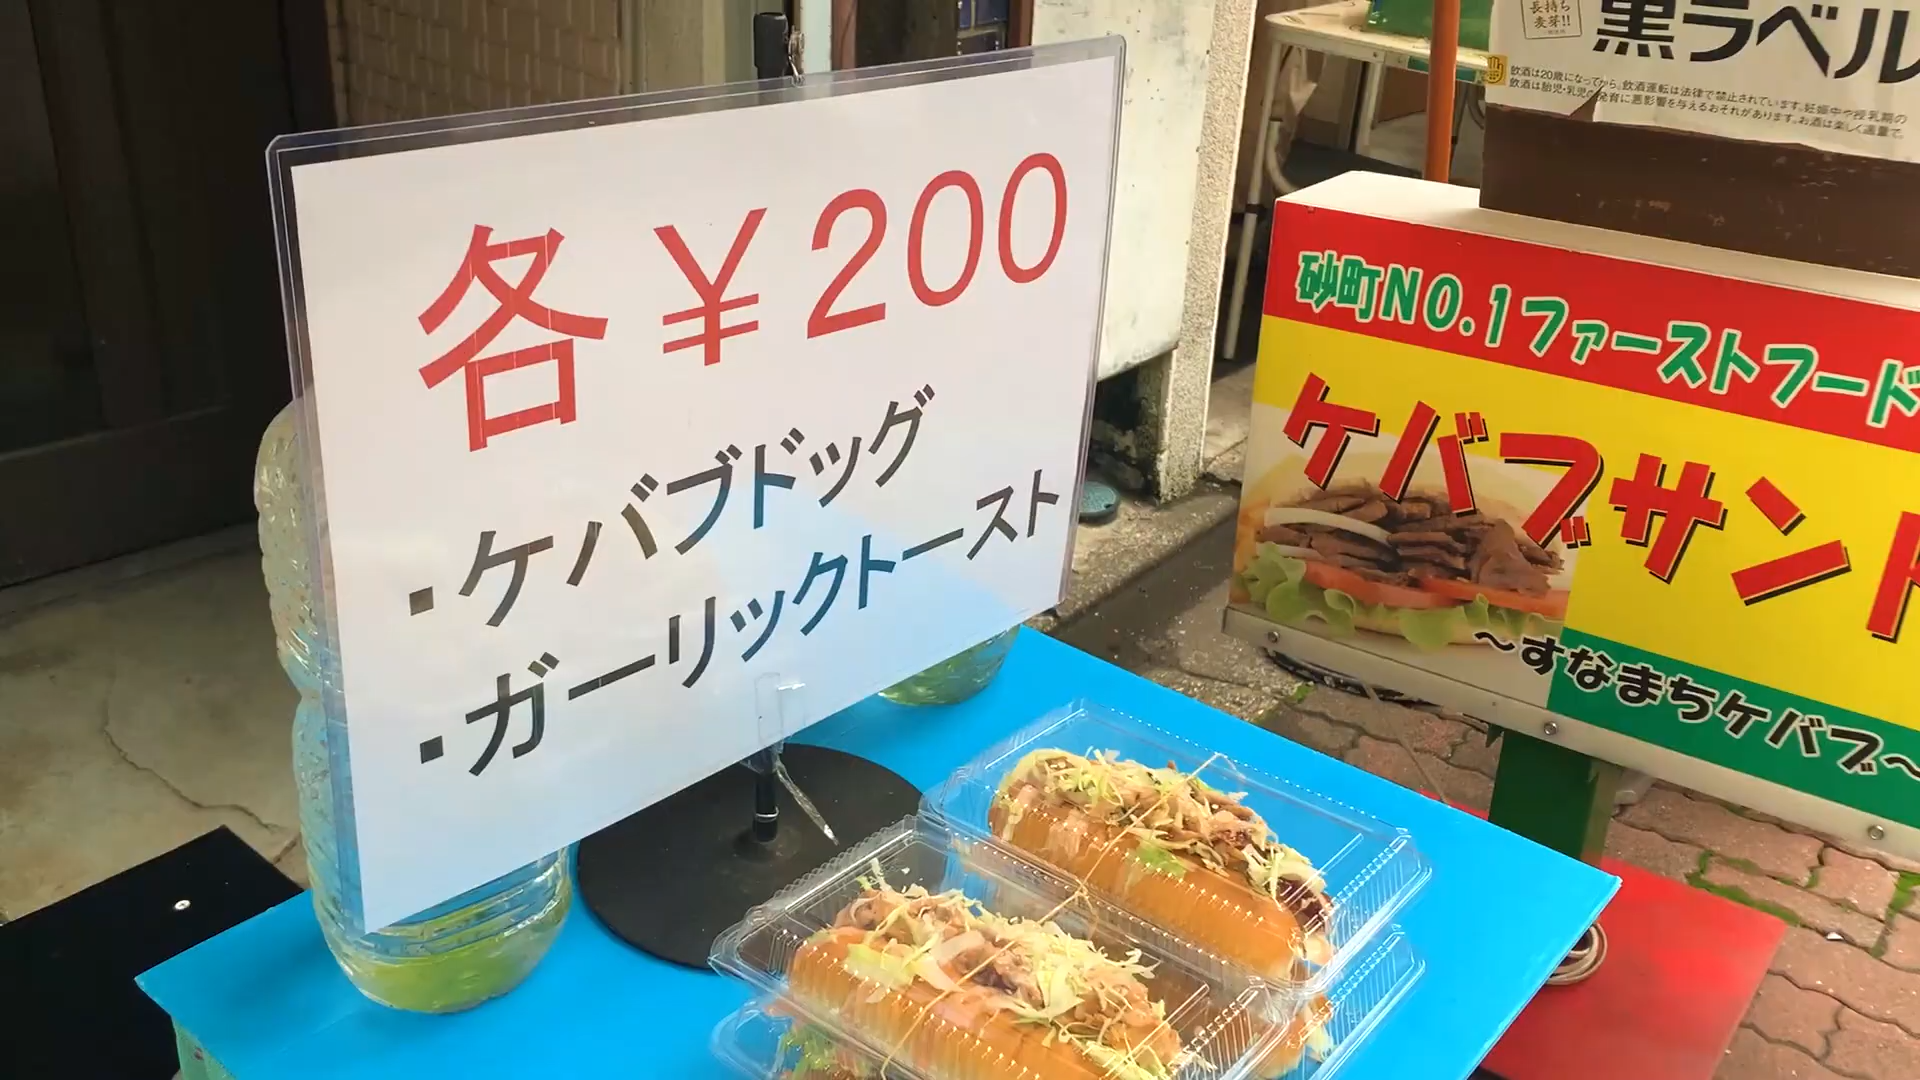 各￥200
・ケバブドッグ
・ガーリックトースト
長持ち
麦芽!!
黒ラベル
飲酒は20歳になってから。飲酒運転は法律で禁止されています。妊娠中や授乳期の
飲酒は胎児・乳児の発育に悪影響を与えるおそれがあります。お酒は楽しく適量で。
砂町NO.1ファーストフード
ケバブサンド
～すなまちケバブ～